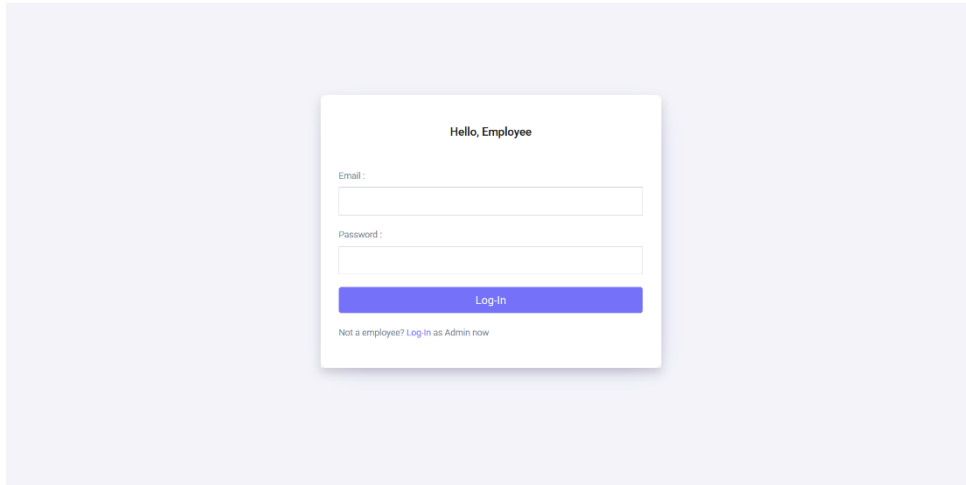 Hello, Employee
Email :
Password :
Log-In
Not a employee? Log-In as Admin now